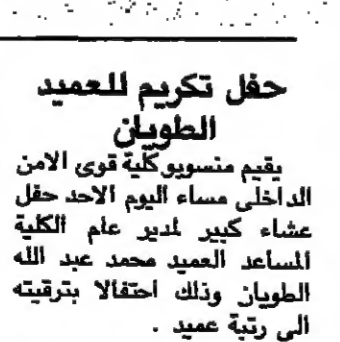 حفل تكريم للعميد
الطويان
يقيم منسوبو كلية قوى الامن
الداخلى مساء اليوم الاحد حفل
عشاء كبير لمدير عام الكلية
المساعد العميد محمد عبد الله
الطويان وذلك احتفالا بترقيته
الى رتبة عميد .